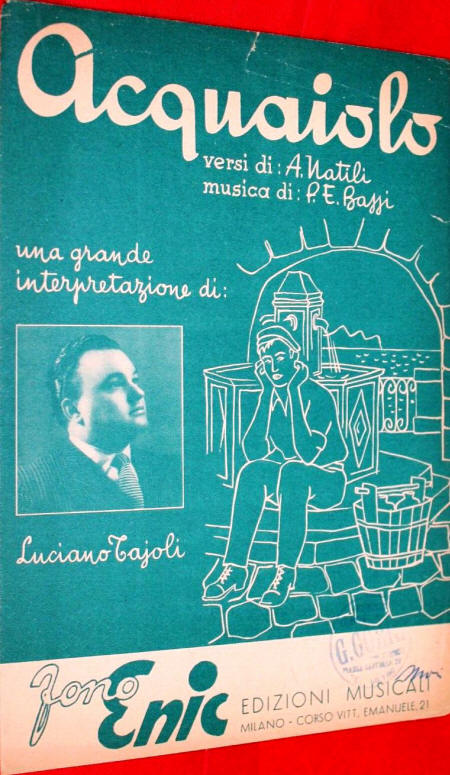 Acquaiolo
versi di: A. Natili
musica di: P. E. Bassi
una grande
interpretazione di:
Luciano Tajoli
Fono Enic
EDIZIONI MUSICALI
MILANO - CORSO VITT. EMANUELE, 21